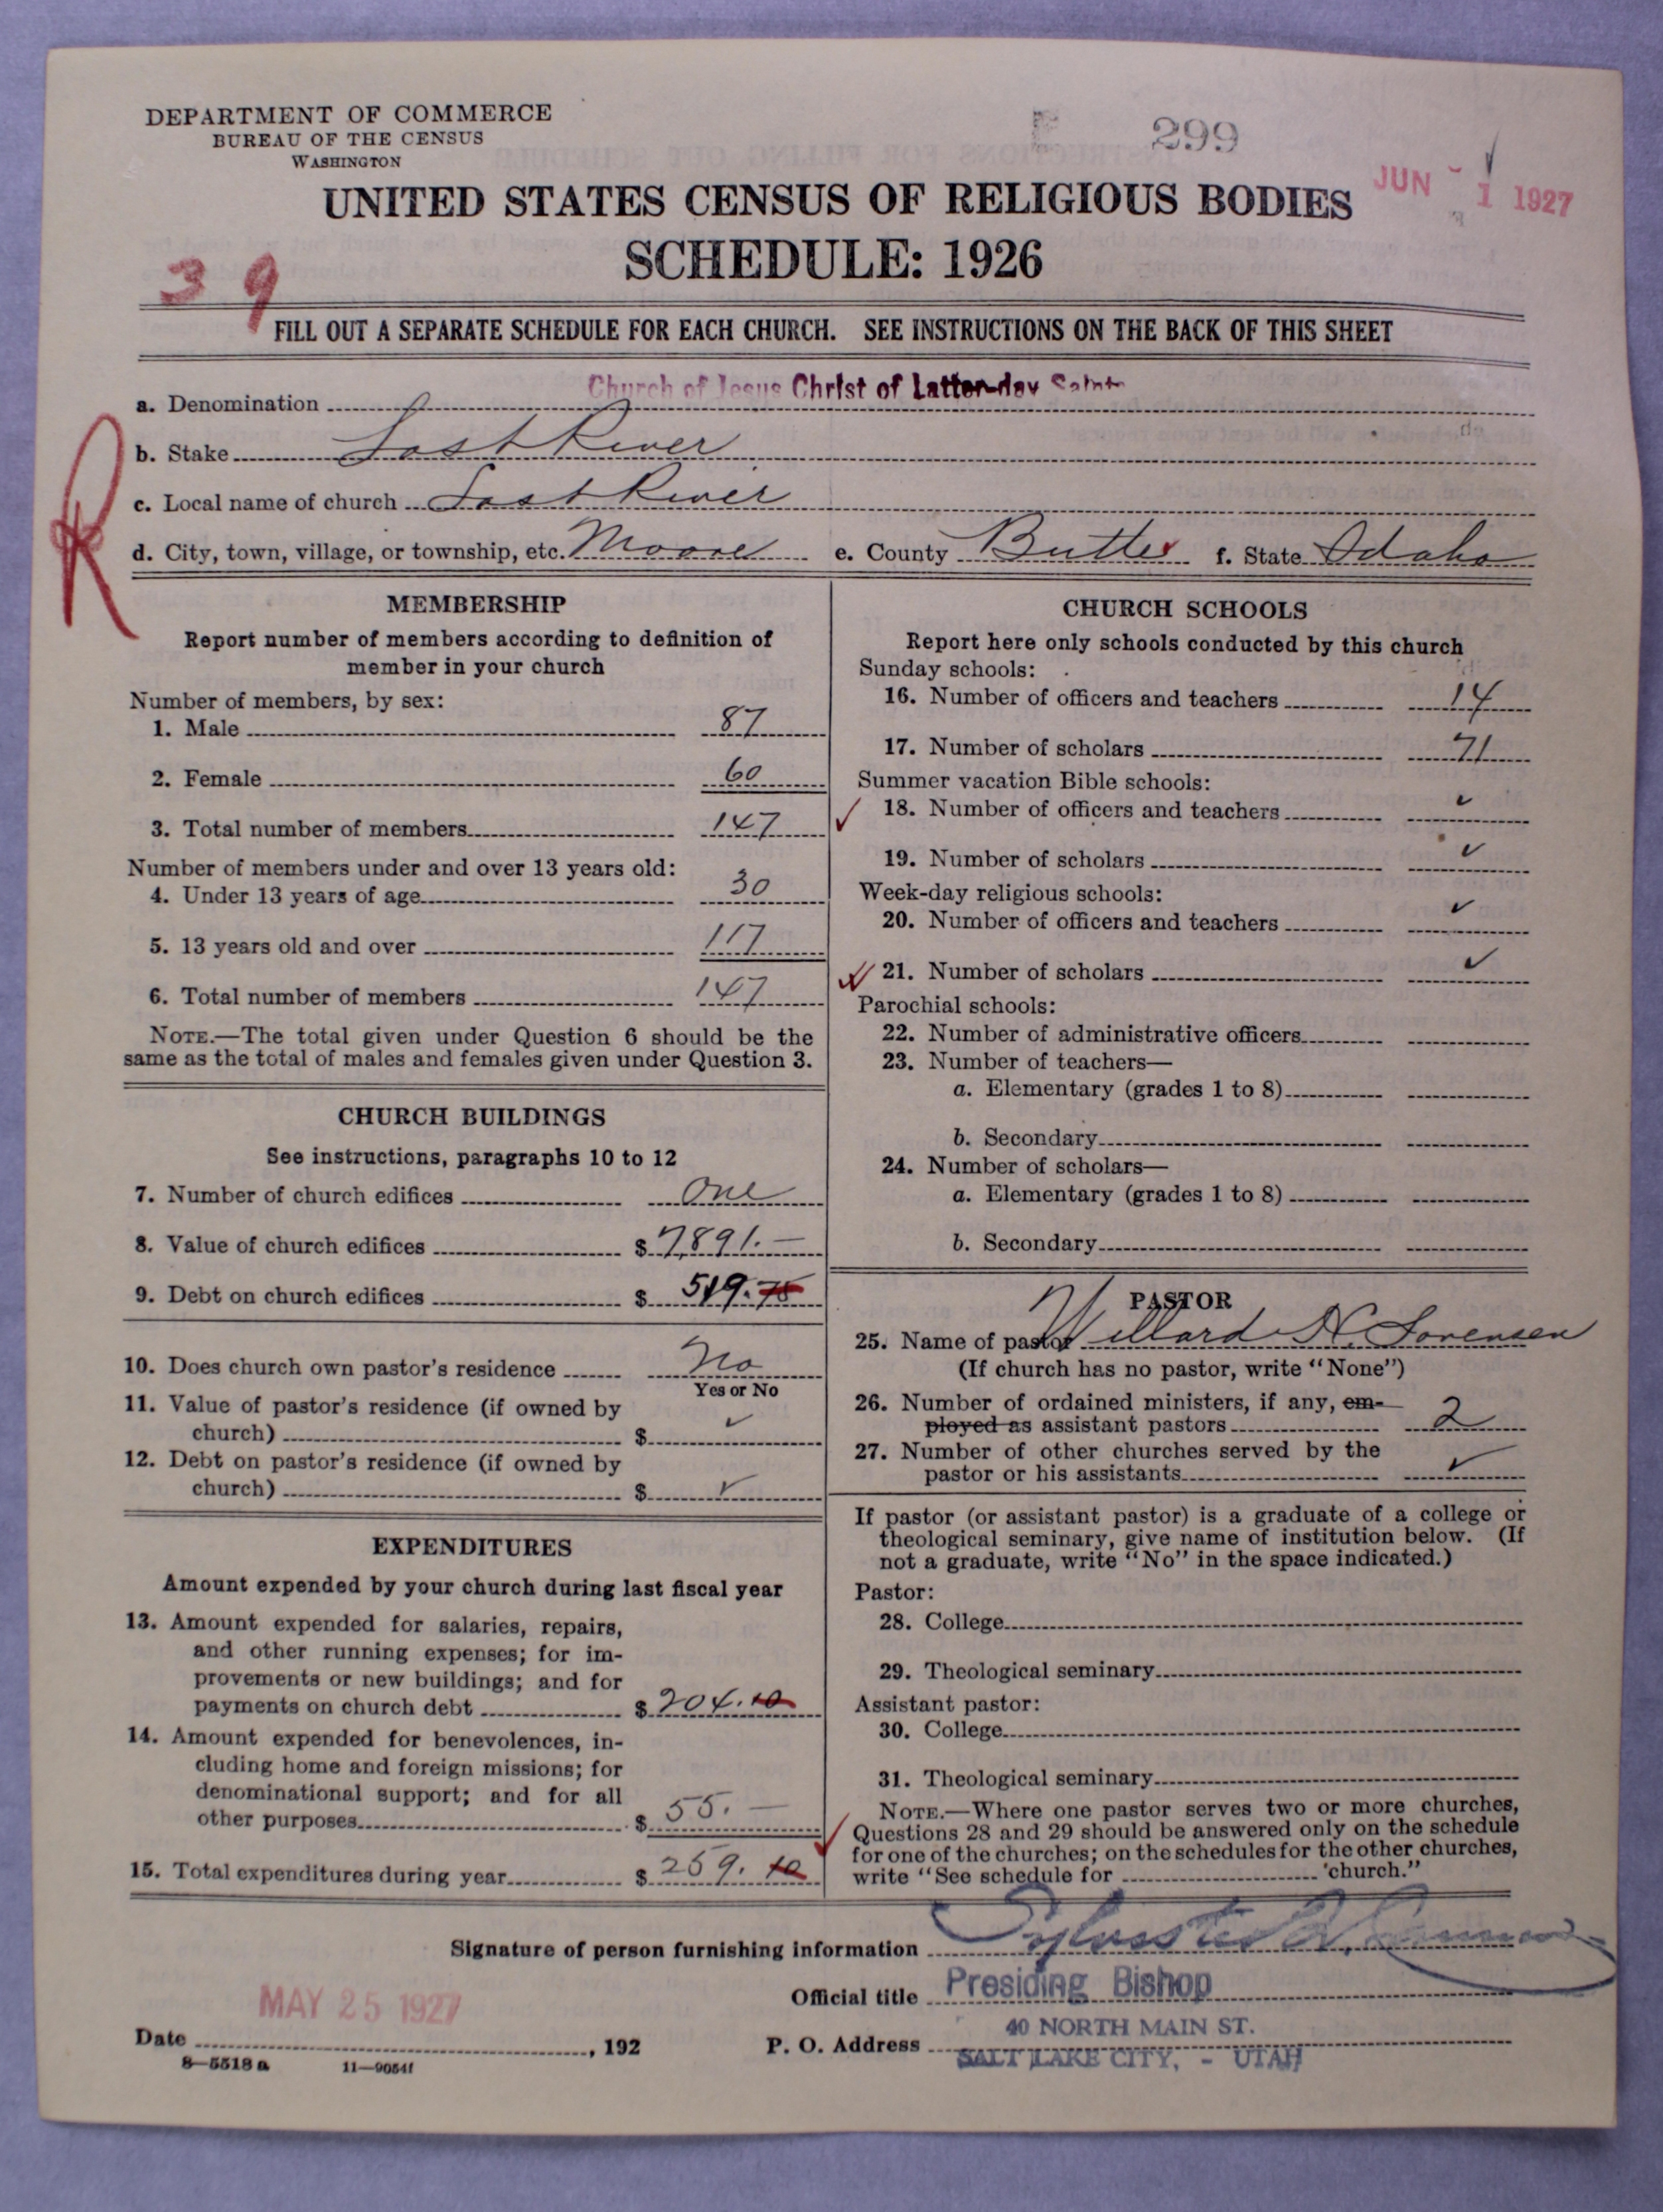 DEPARTMENT OF COMMERCE
BUREAU OF THE CENSUS
WASHINGTON
299
JUN 1 1927
UNITED STATES CENSUS OF RELIGIOUS BODIES
SCHEDULE: 1926
39
FILL OUT A SEPARATE SCHEDULE FOR EACH CHURCH. SEE INSTRUCTIONS ON THE BACK OF THIS SHEET
a. Denomination Church of Jesus Christ of Latter-day Saints
b. Stake Lost River
c. Local name of church Lost River
d. City, town, village, or township, etc. Moore e. County Butte f. State Idaho
R
MEMBERSHIP
Report number of members according to definition of
member in your church
Number of members, by sex:
1. Male 87
2. Female 60
3. Total number of members 147
Number of members under and over 13 years old:
4. Under 13 years of age 30
5. 13 years old and over 117
6. Total number of members 147
NOTE.—The total given under Question 6 should be the
same as the total of males and females given under Question 3.
CHURCH BUILDINGS
See instructions, paragraphs 10 to 12
7. Number of church edifices One
8. Value of church edifices $ 7,891.—
9. Debt on church edifices $ 519.75
10. Does church own pastor's residence No
Yes or No
11. Value of pastor's residence (if owned by
church) $ ✓
12. Debt on pastor's residence (if owned by
church) $ ✓
EXPENDITURES
Amount expended by your church during last fiscal year
13. Amount expended for salaries, repairs,
and other running expenses; for im-
provements or new buildings; and for
payments on church debt $ 204.10
14. Amount expended for benevolences, in-
cluding home and foreign missions; for
denominational support; and for all
other purposes $ 55.—
15. Total expenditures during year $ 259.10
CHURCH SCHOOLS
Report here only schools conducted by this church
Sunday schools:
16. Number of officers and teachers 14
17. Number of scholars 71
Summer vacation Bible schools:
18. Number of officers and teachers ✓
19. Number of scholars ✓
Week-day religious schools:
20. Number of officers and teachers ✓
21. Number of scholars ✓
Parochial schools:
22. Number of administrative officers
23. Number of teachers—
a. Elementary (grades 1 to 8)
b. Secondary
24. Number of scholars—
a. Elementary (grades 1 to 8)
b. Secondary
PASTOR
25. Name of pastor Willard N. Sorensen
(If church has no pastor, write "None")
26. Number of ordained ministers, if any, em-
ployed as assistant pastors 2
27. Number of other churches served by the
pastor or his assistants ✓
If pastor (or assistant pastor) is a graduate of a college or
theological seminary, give name of institution below. (If
not a graduate, write "No" in the space indicated.)
Pastor:
28. College
29. Theological seminary
Assistant pastor:
30. College
31. Theological seminary
NOTE.—Where one pastor serves two or more churches,
Questions 28 and 29 should be answered only on the schedule
for one of the churches; on the schedules for the other churches,
write "See schedule for church."
Signature of person furnishing information Sylvester Q. Cannon
Official title Presiding Bishop
MAY 25 1927
Date , 192
P. O. Address 40 NORTH MAIN ST.
SALT LAKE CITY, - UTAH
8—5518 a 11—9054f